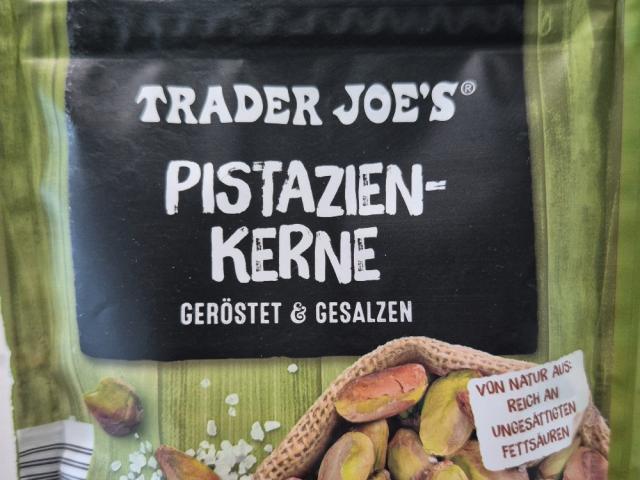 TRADER JOE'S®
PISTAZIEN-
KERNE
GERÖSTET & GESALZEN
VON NATUR AUS:
REICH AN
UNGESÄTTIGTEN
FETTSÄUREN